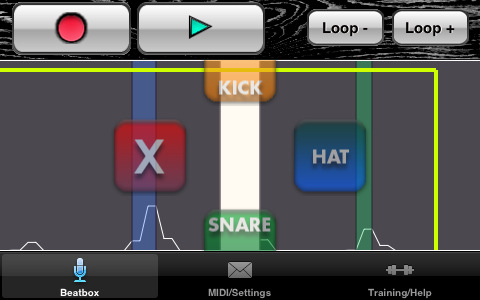 Loop - Loop +
KICK
X HAT
SNARE
Beatbox MIDI/Settings Training/Help